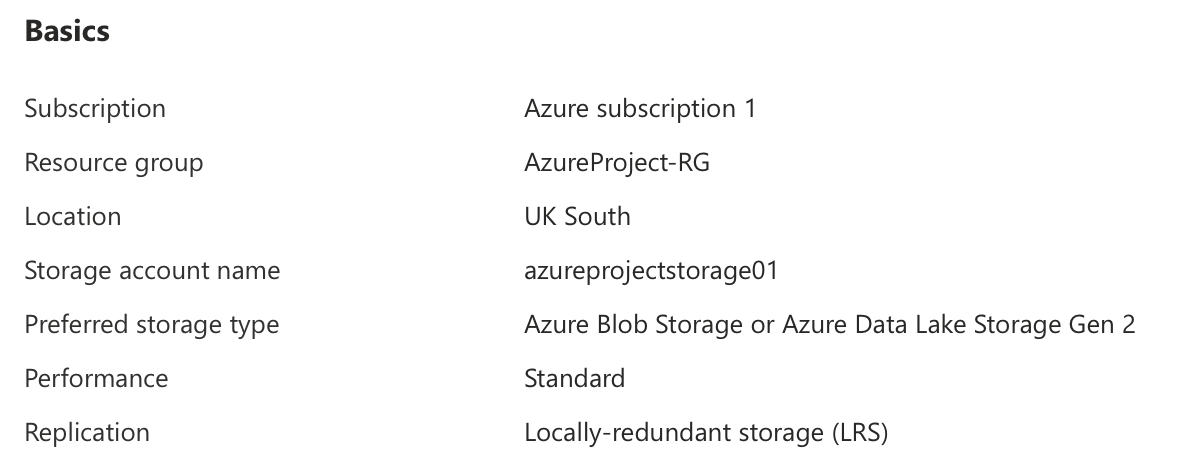 Basics
Subscription Azure subscription 1
Resource group AzureProject-RG
Location UK South
Storage account name azureprojectstorage01
Preferred storage type Azure Blob Storage or Azure Data Lake Storage Gen 2
Performance Standard
Replication Locally-redundant storage (LRS)